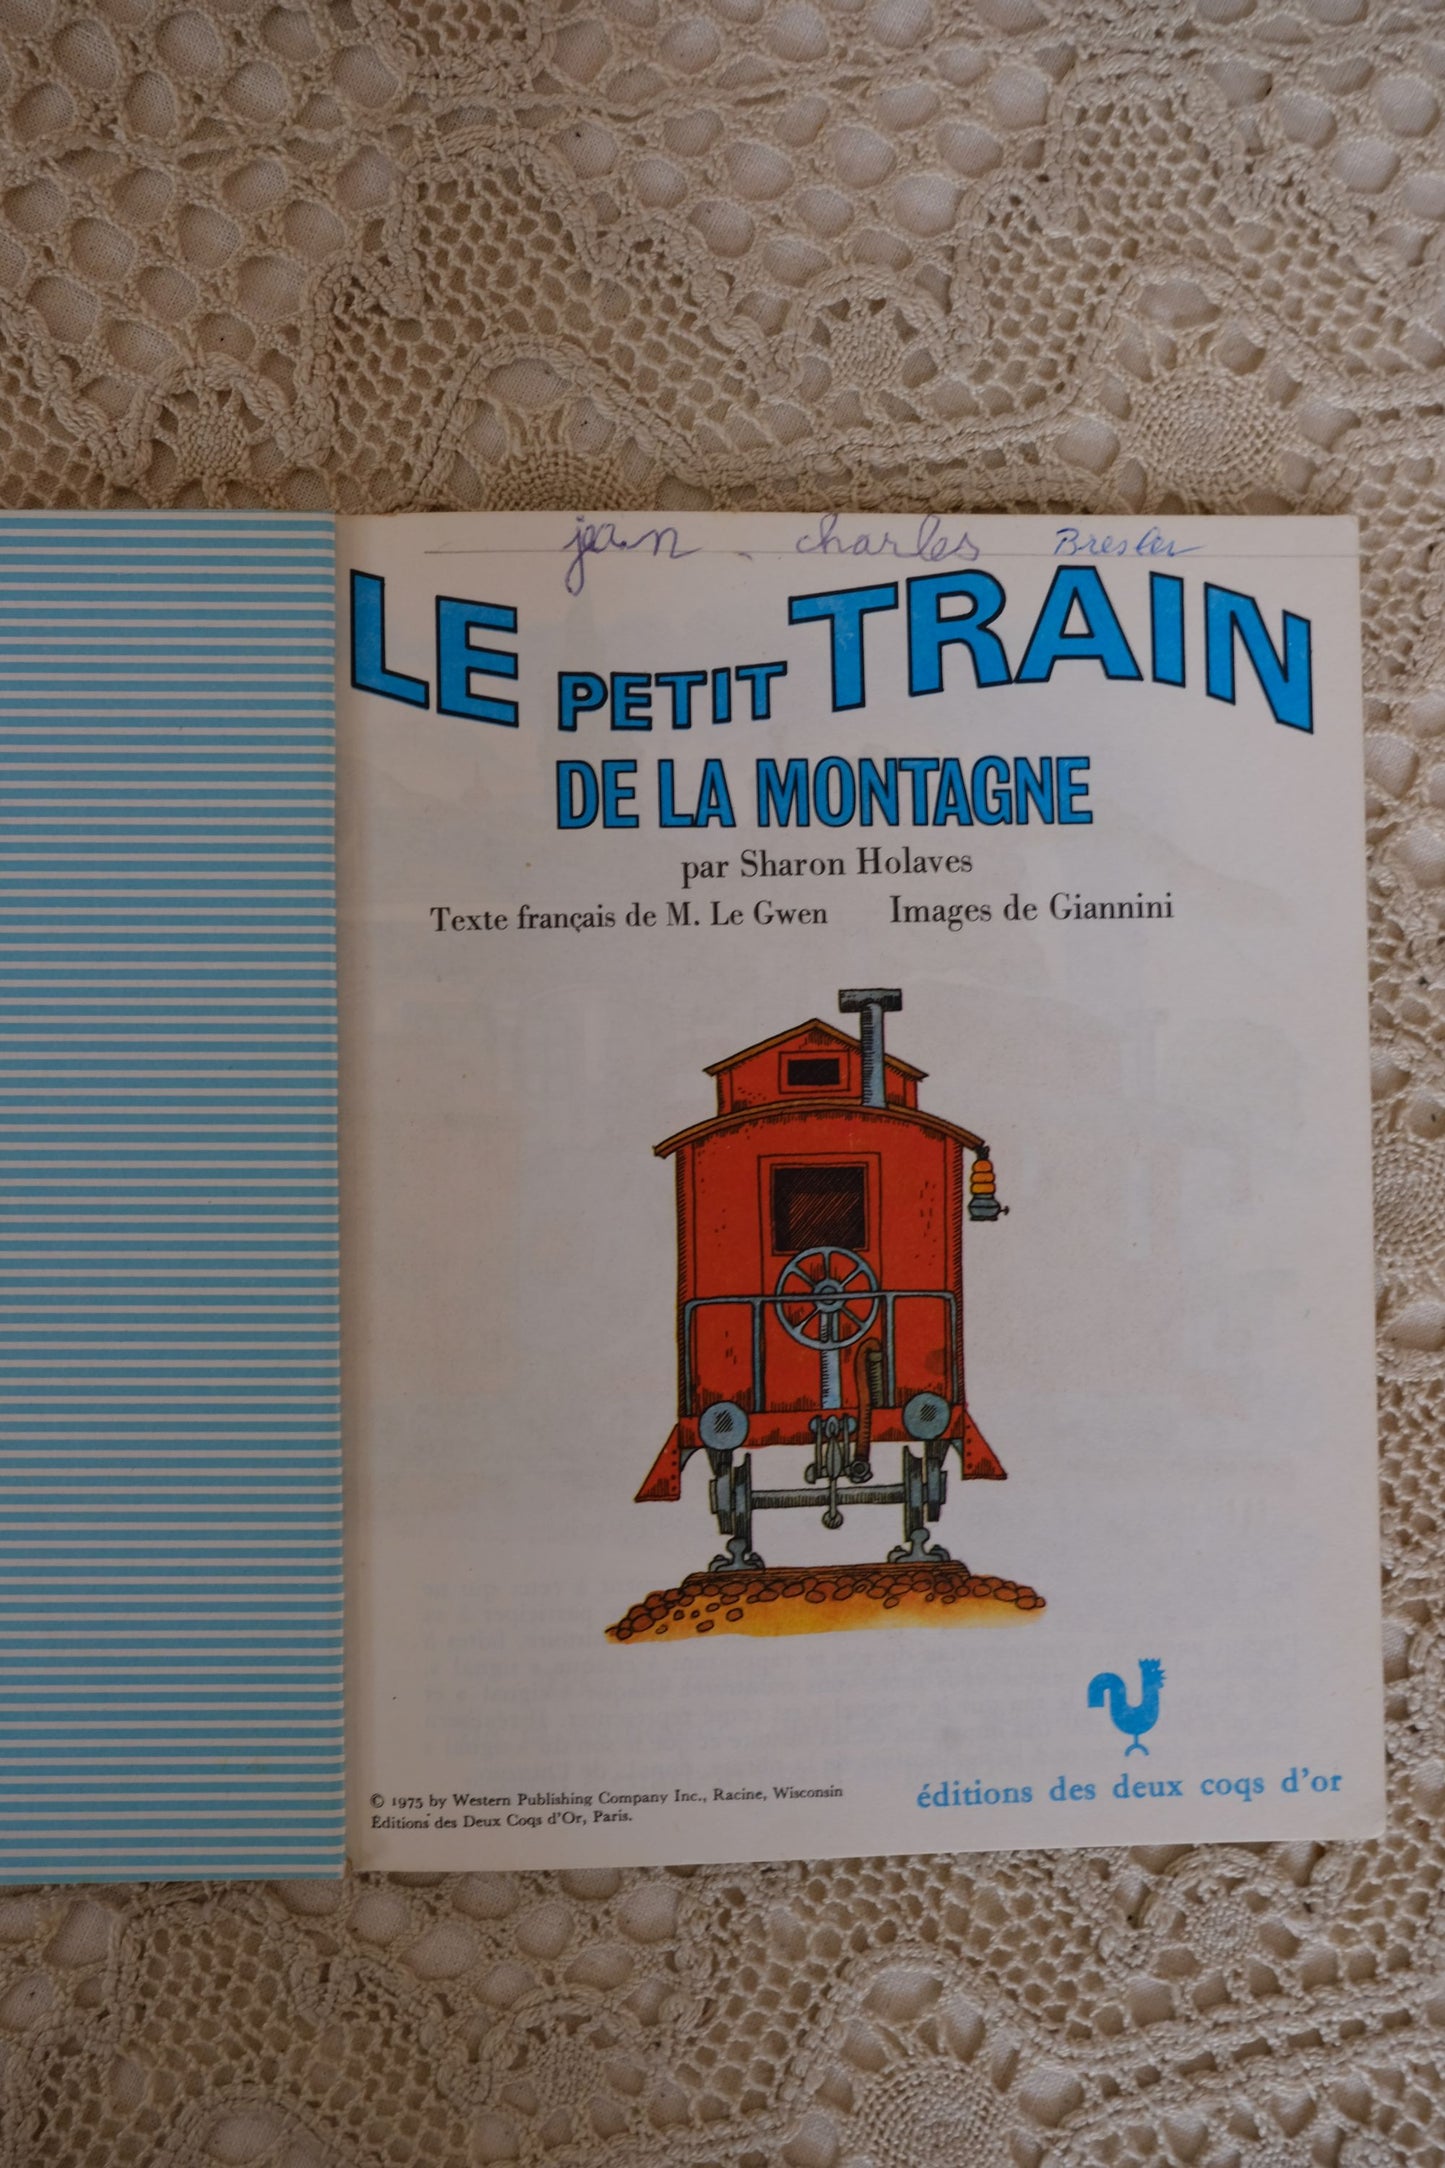 jean - charles Bresler
LE PETIT TRAIN
DE LA MONTAGNE
par Sharon Holaves
Texte français de M. Le Gwen Images de Giannini
© 1975 by Western Publishing Company Inc., Racine, Wisconsin
Éditions des Deux Coqs d'Or, Paris.
éditions des deux coqs d'or